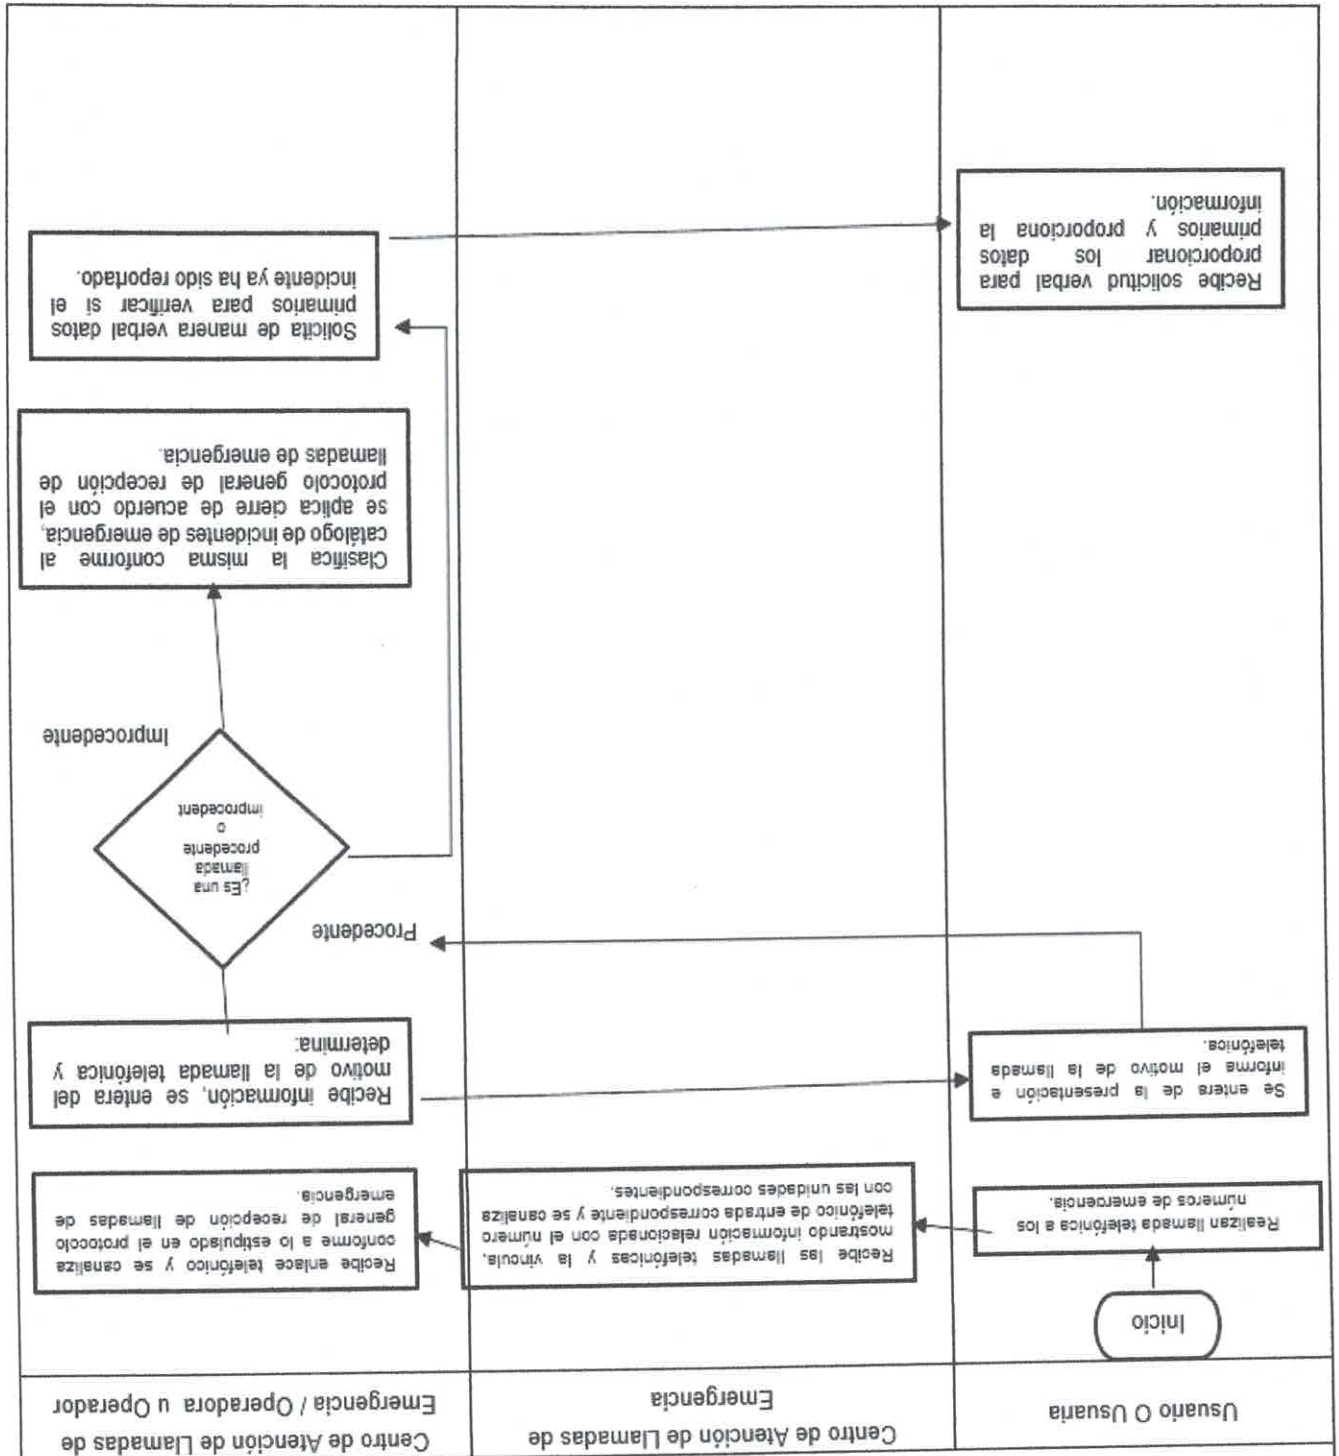 Usuario O Usuaria
Centro de Atención de Llamadas de
Emergencia
Centro de Atención de Llamadas de
Emergencia / Operadora u Operador
Inicio
Realizan llamada telefónica a los
números de emergencia.
Recibe las llamadas telefónicas y la vincula,
mostrando información relacionada con el número
telefónico de entrada correspondiente y se canaliza
con las unidades correspondientes.
Recibe enlace telefónico y se canaliza
conforme a lo estipulado en el protocolo
general de recepción de llamadas de
emergencia.
Se entera de la presentación e
informa el motivo de la llamada
telefónica.
Recibe información, se entera del
motivo de la llamada telefónica y
determina:
Procedente
¿Es una
llamada
procedente
o
improcedent
Improcedente
Clasifica la misma conforme al
catálogo de incidentes de emergencia,
se aplica cierre de acuerdo con el
protocolo general de recepción de
llamadas de emergencia.
Solicita de manera verbal datos
primarios para verificar si el
incidente ya ha sido reportado.
Recibe solicitud verbal para
proporcionar los datos
primarios y proporciona la
información.